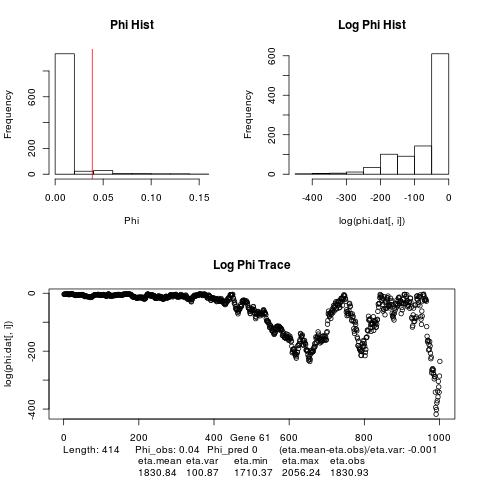 Phi Hist
Log Phi Hist
Frequency
0 200 600
0.00 0.05 0.10 0.15
Phi
Frequency
0 200 400 600
-400 -300 -200 -100 0
log(phi.dat[, i])
Log Phi Trace
log(phi.dat[, i])
-400 -200 0
0 200 400 600 800 1000
Gene 61
Length: 414 Phi_obs: 0.04 Phi_pred 0 (eta.mean-eta.obs)/eta.var: -0.001
eta.mean eta.var eta.min eta.max eta.obs
1830.84 100.87 1710.37 2056.24 1830.93